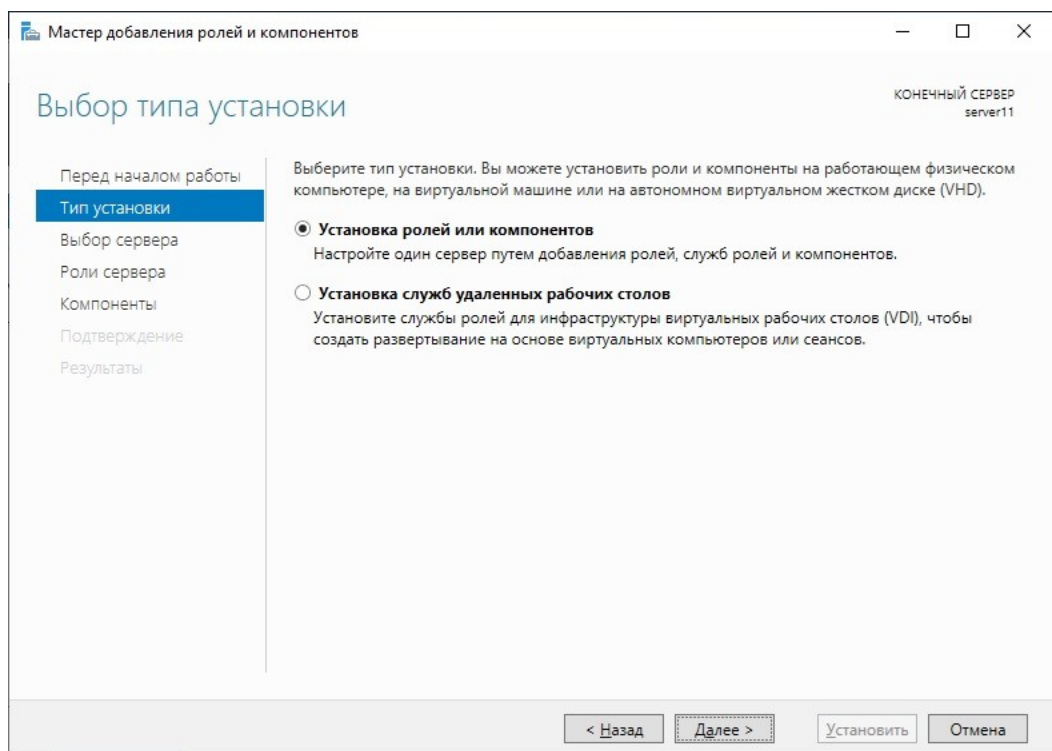 Мастер добавления ролей и компонентов
Выбор типа установки
КОНЕЧНЫЙ СЕРВЕР
server11
Перед началом работы
Тип установки
Выбор сервера
Роли сервера
Компоненты
Подтверждение
Результаты
Выберите тип установки. Вы можете установить роли и компоненты на работающем физическом
компьютере, на виртуальной машине или на автономном виртуальном жестком диске (VHD).
Установка ролей или компонентов
Настройте один сервер путем добавления ролей, служб ролей и компонентов.
Установка служб удаленных рабочих столов
Установите службы ролей для инфраструктуры виртуальных рабочих столов (VDI), чтобы
создать развертывание на основе виртуальных компьютеров или сеансов.
< Назад
Далее >
Установить
Отмена